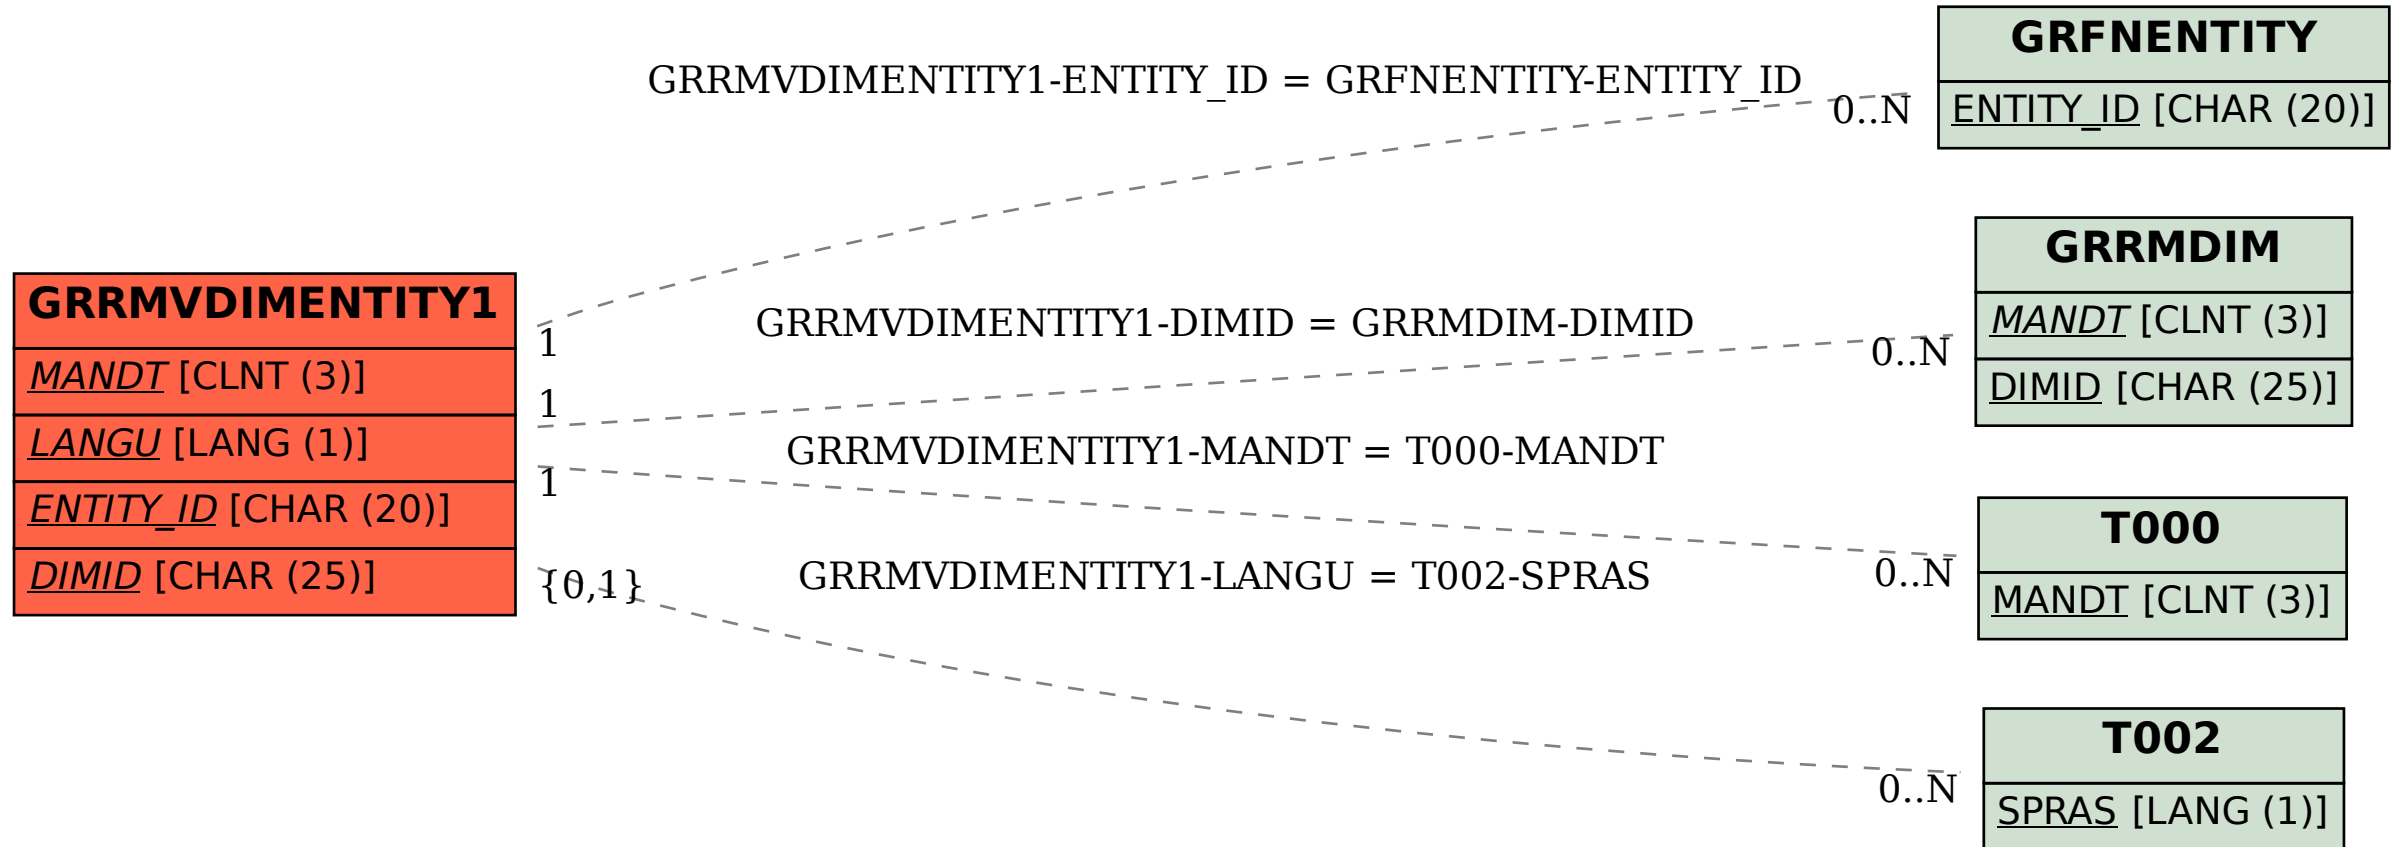 GRRMVDIMENTITY1
MANDT [CLNT (3)]
LANGU [LANG (1)]
ENTITY_ID [CHAR (20)]
DIMID [CHAR (25)]
GRRMVDIMENTITY1-ENTITY_ID = GRFNENTITY-ENTITY_ID
1
0..N
GRRMVDIMENTITY1-DIMID = GRRMDIM-DIMID
1
0..N
GRRMVDIMENTITY1-MANDT = T000-MANDT
1
0..N
GRRMVDIMENTITY1-LANGU = T002-SPRAS
{0,1}
0..N
GRFNENTITY
ENTITY_ID [CHAR (20)]
GRRMDIM
MANDT [CLNT (3)]
DIMID [CHAR (25)]
T000
MANDT [CLNT (3)]
T002
SPRAS [LANG (1)]